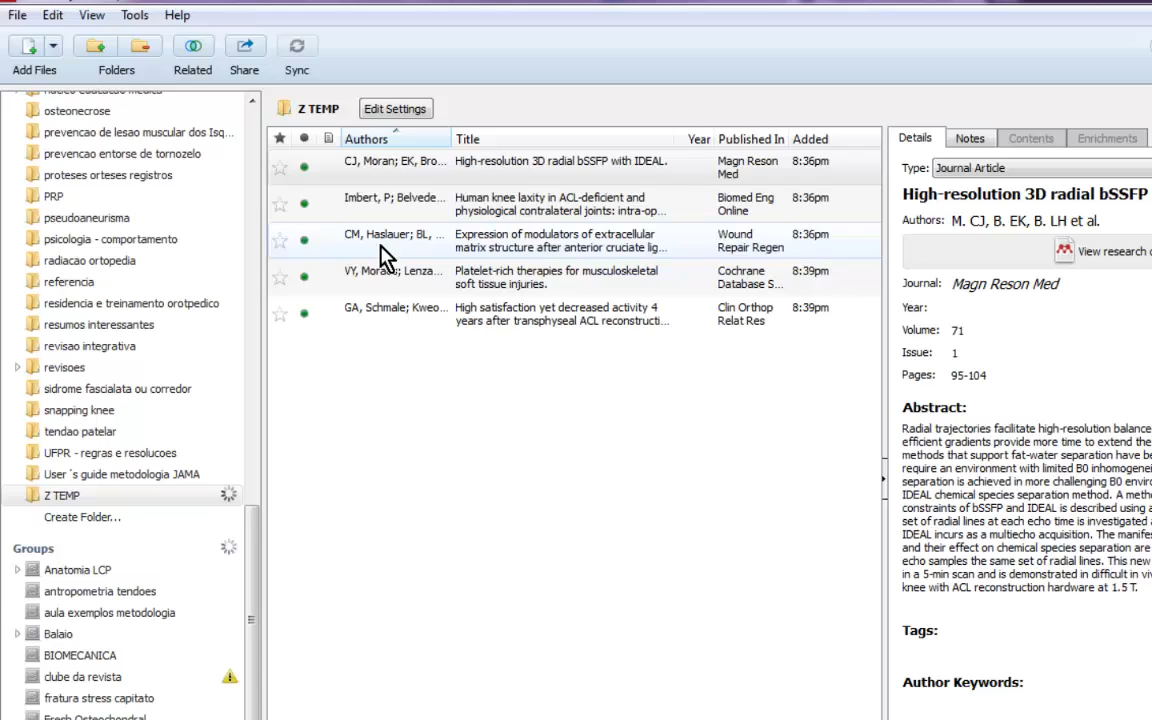 File Edit View Tools Help
Add Files Folders Related Share Sync
nucleo educacao medica
osteonecrose
prevencao de lesao muscular dos Isq...
prevencao entorse de tornozelo
proteses orteses registros
PRP
pseudoaneurisma
psicologia - comportamento
radiacao ortopedia
referencia
residencia e treinamento ortopedico
resumos interessantes
revisao integrativa
revisoes
sidrome fascialata ou corredor
snapping knee
tendao patelar
UFPR - regras e resolucoes
User´s guide metodologia JAMA
Z TEMP
Create Folder...
Groups
Anatomia LCP
antropometria tendoes
aula exemplos metodologia
Balaio
BIOMECANICA
clube da revista
fratura stress capitato
Fresh Osteochondral
Z TEMP Edit Settings
Authors Title Year Published In Added
CJ, Moran; EK, Bro... High-resolution 3D radial bSSFP with IDEAL. Magn Reson 8:36pm
Med
Imbert, P; Belvede... Human knee laxity in ACL-deficient and Biomed Eng 8:36pm
physiological contralateral joints: intra-op... Online
CM, Haslauer; BL, ... Expression of modulators of extracellular Wound 8:36pm
matrix structure after anterior cruciate lig... Repair Regen
VY, Moraes; Lenza... Platelet-rich therapies for musculoskeletal Cochrane 8:39pm
soft tissue injuries. Database S...
GA, Schmale; Kweo... High satisfaction yet decreased activity 4 Clin Orthop 8:39pm
years after transphyseal ACL reconstructi... Relat Res
Details Notes Contents Enrichments
Type: Journal Article
High-resolution 3D radial bSSFP
Authors: M. CJ, B. EK, B. LH et al.
View research c
Journal: Magn Reson Med
Year:
Volume: 71
Issue: 1
Pages: 95-104
Abstract:
Radial trajectories facilitate high-resolution balance
efficient gradients provide more time to extend the
methods that support fat-water separation have be
require an environment with limited B0 inhomogenei
separation is achieved in more challenging B0 enviro
IDEAL chemical species separation method. A metho
constraints of bSSFP and IDEAL is described using a
set of radial lines at each echo time is investigated a
IDEAL incurs as a multiecho acquisition. The manifes
and their effect on chemical species separation are
echo samples the same set of radial lines. This new
in a 5-min scan and is demonstrated in difficult in viv
knee with ACL reconstruction hardware at 1.5 T.
Tags:
Author Keywords: